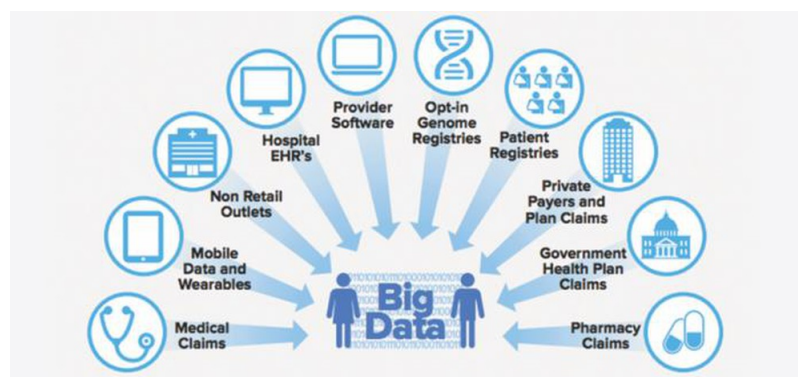 Provider
Software
Opt-in
Genome
Registries
Hospital
EHR's
Patient
Registries
Non Retail
Outlets
Private
Payers and
Plan Claims
Mobile
Data and
Wearables
Government
Health Plan
Claims
Big
Data
Medical
Claims
Pharmacy
Claims